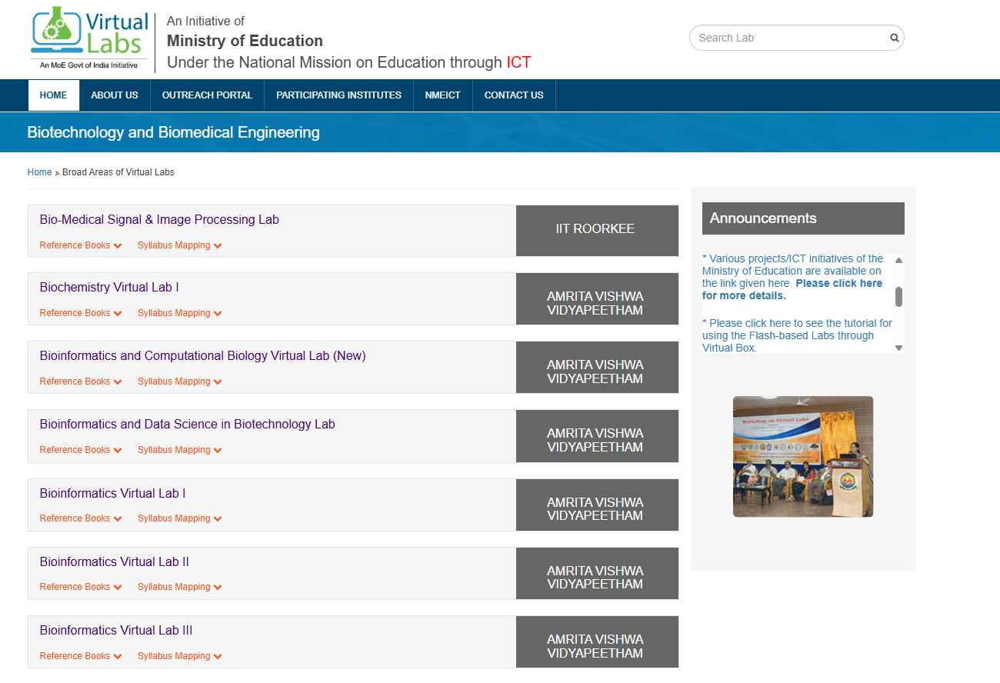 Virtual
Labs
An MoE Govt of India Initiative
An Initiative of
Ministry of Education
Under the National Mission on Education through ICT
Search Lab
HOME
ABOUT US
OUTREACH PORTAL
PARTICIPATING INSTITUTES
NMEICT
CONTACT US
Biotechnology and Biomedical Engineering
Home » Broad Areas of Virtual Labs
Bio-Medical Signal & Image Processing Lab
Reference Books
Syllabus Mapping
IIT ROORKEE
Biochemistry Virtual Lab I
Reference Books
Syllabus Mapping
AMRITA VISHWA
VIDYAPEETHAM
Bioinformatics and Computational Biology Virtual Lab (New)
Reference Books
Syllabus Mapping
AMRITA VISHWA
VIDYAPEETHAM
Bioinformatics and Data Science in Biotechnology Lab
Reference Books
Syllabus Mapping
AMRITA VISHWA
VIDYAPEETHAM
Bioinformatics Virtual Lab I
Reference Books
Syllabus Mapping
AMRITA VISHWA
VIDYAPEETHAM
Bioinformatics Virtual Lab II
Reference Books
Syllabus Mapping
AMRITA VISHWA
VIDYAPEETHAM
Bioinformatics Virtual Lab III
Reference Books
Syllabus Mapping
AMRITA VISHWA
VIDYAPEETHAM
Announcements
* Various projects/ICT initiatives of the
Ministry of Education are available on
the link given here. Please click here
for more details.
* Please click here to see the tutorial for
using the Flash-based Labs through
Virtual Box.
Workshop on Virtual Labs